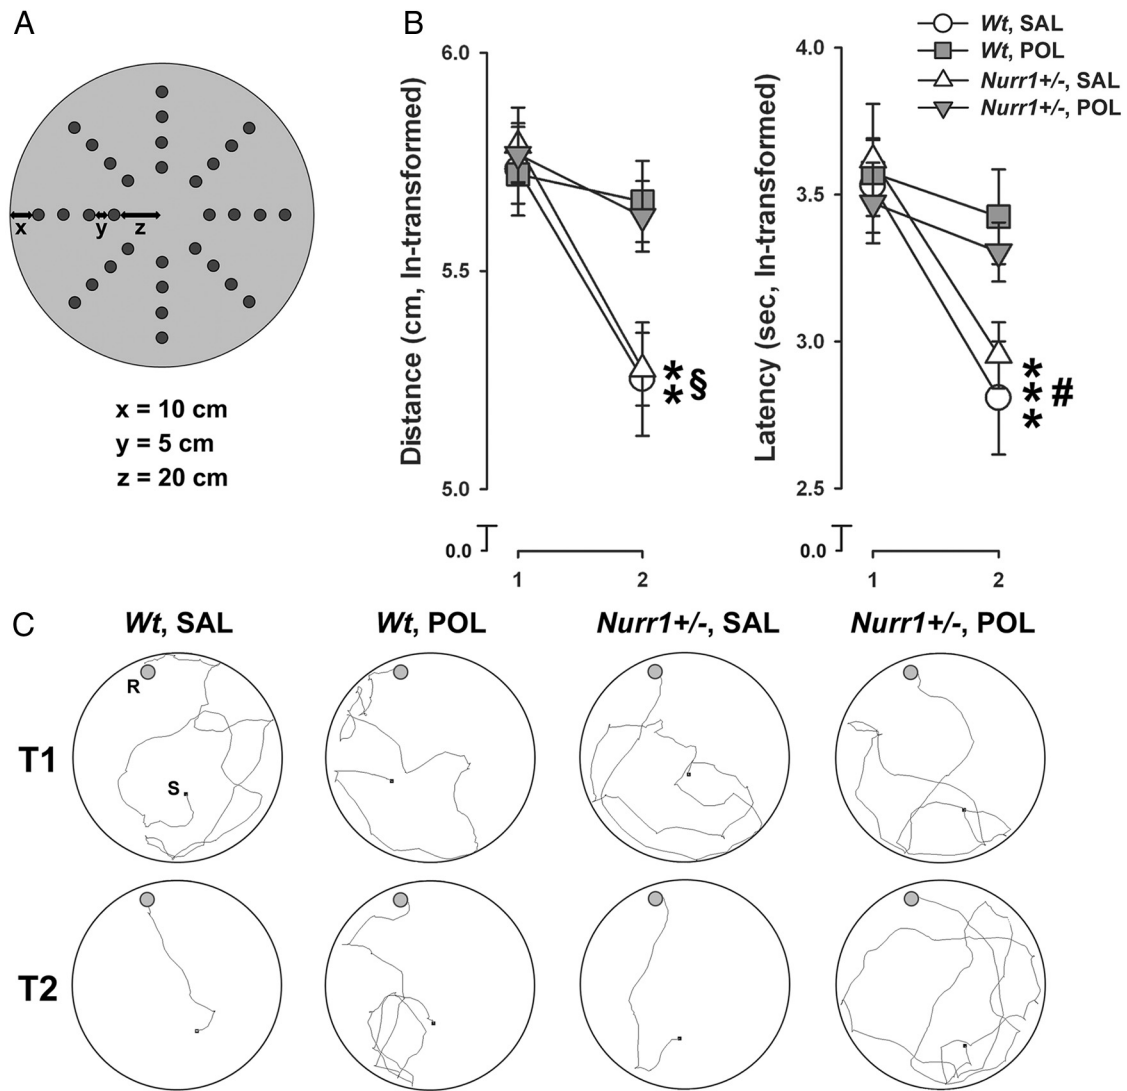 A
x
y
z
x = 10 cm
y = 5 cm
z = 20 cm
B
Wt, SAL
Wt, POL
Nurr1+/-, SAL
Nurr1+/-, POL
Distance (cm, ln-transformed)
6.0
5.5
5.0
0.0
1
2
* *
§
Latency (sec, ln-transformed)
4.0
3.5
3.0
2.5
0.0
1
2
* * *
#
C
Wt, SAL
Wt, POL
Nurr1+/-, SAL
Nurr1+/-, POL
T1
R
S
T2